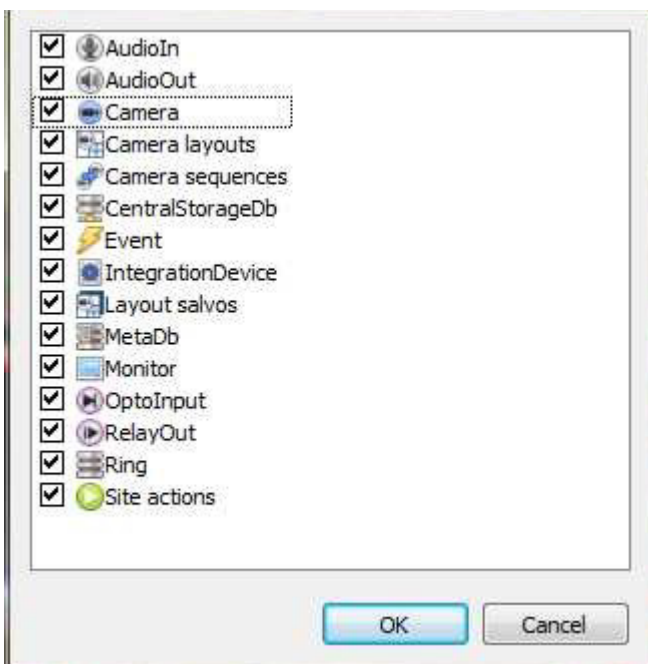 AudioIn
AudioOut
Camera
Camera layouts
Camera sequences
CentralStorageDb
Event
IntegrationDevice
Layout salvos
MetaDb
Monitor
OptoInput
RelayOut
Ring
Site actions
OK Cancel